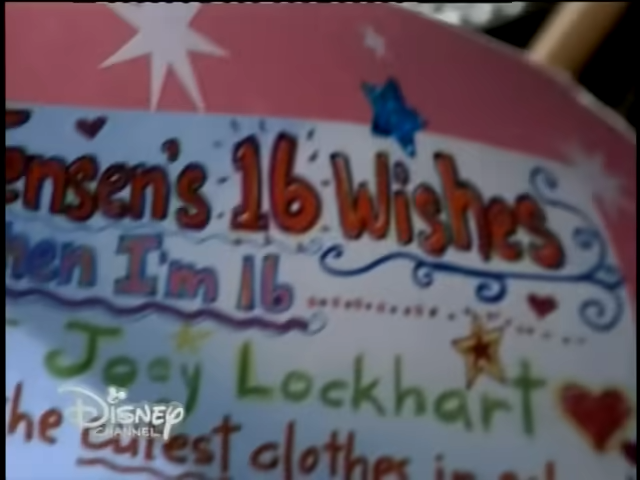 ensen's 16 Wishes
hen I'm 16
Joey Lockhart
he cutest clothes in
Disney
CHANNEL